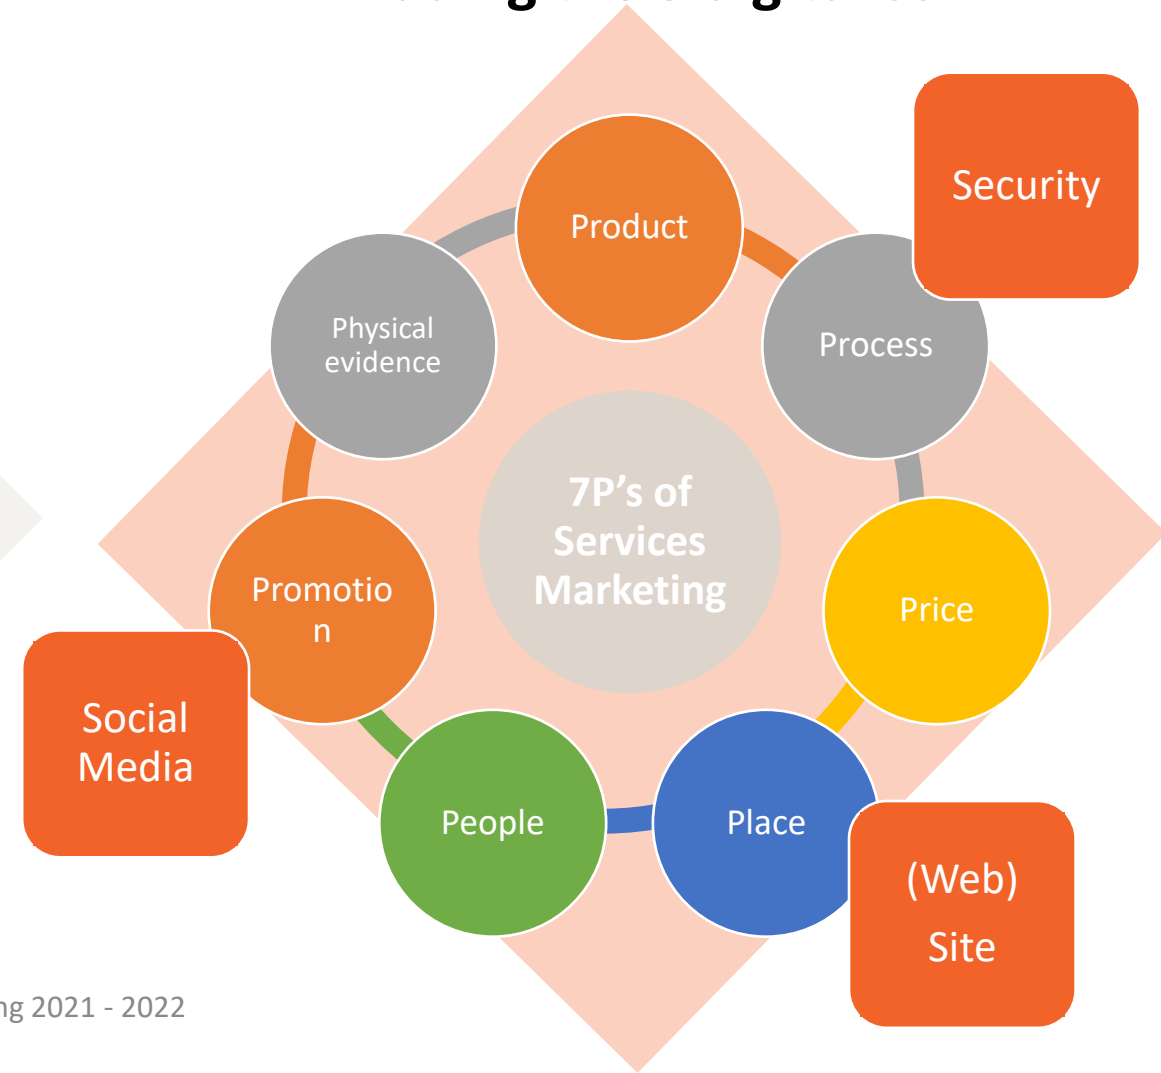 Product
Security
Physical
evidence
Process
7P's of
Services
Marketing
Promotio
n
Price
Social
Media
People
Place
(Web)
Site
2021 - 2022